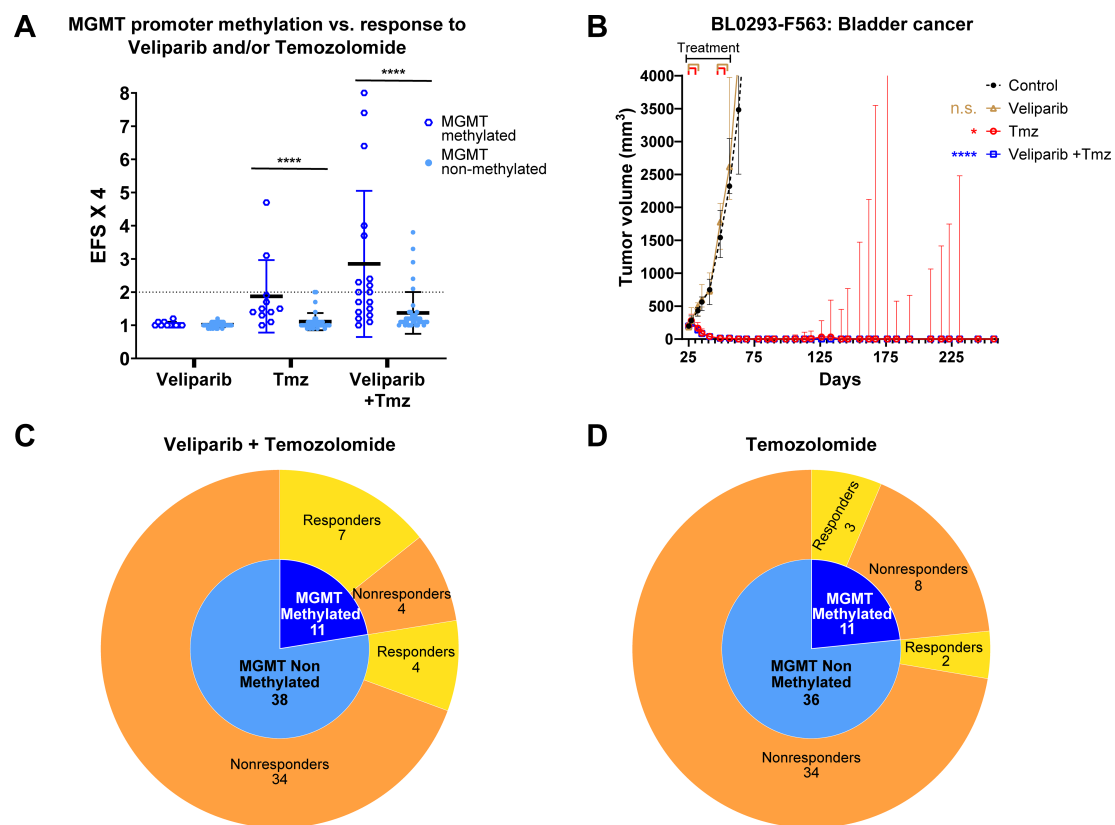 A
MGMT promoter methylation vs. response to
Veliparib and/or Temozolomide
****
****
EFS X 4
8
7
6
5
4
3
2
1
0
MGMT
methylated
MGMT
non-methylated
Veliparib
Tmz
Veliparib
+Tmz
B
BL0293-F563: Bladder cancer
Treatment
Tumor volume (mm³)
4000
3500
3000
2500
2000
1500
1000
500
0
25
75
125
175
225
Days
Control
n.s. Veliparib
* Tmz
**** Veliparib +Tmz
C
Veliparib + Temozolomide
Responders
7
Nonresponders
4
MGMT
Methylated
11
Responders
4
MGMT Non
Methylated
38
Nonresponders
34
D
Temozolomide
Responders
3
Nonresponders
8
MGMT
Methylated
11
Responders
2
MGMT Non
Methylated
36
Nonresponders
34